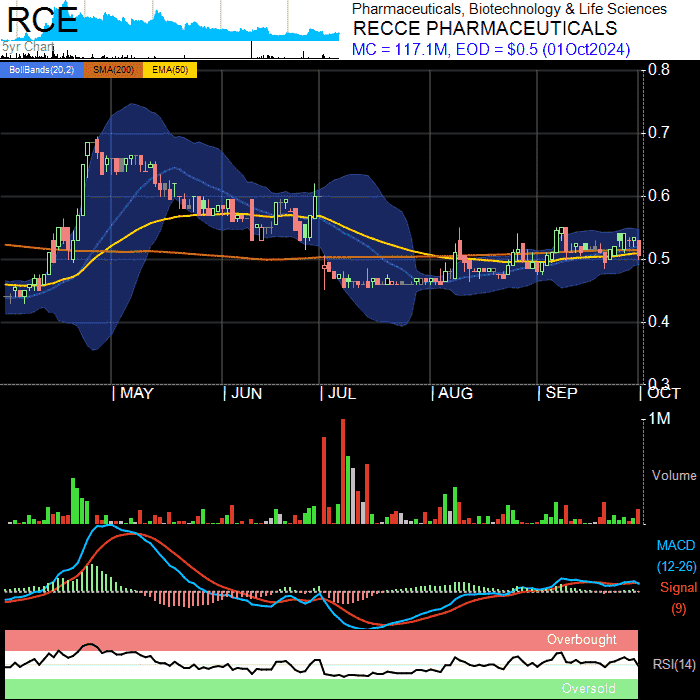 RCE
5yr Chart
Pharmaceuticals, Biotechnology & Life Sciences
RECCE PHARMACEUTICALS
MC = 117.1M, EOD = $0.5 (01Oct2024)
BollBands(20,2) SMA(200) EMA(50)
0.8
0.7
0.6
0.5
0.4
0.3
MAY JUN JUL AUG SEP OCT
1M
Volume
MACD
(12-26)
Signal
(9)
Overbought
RSI(14)
Oversold